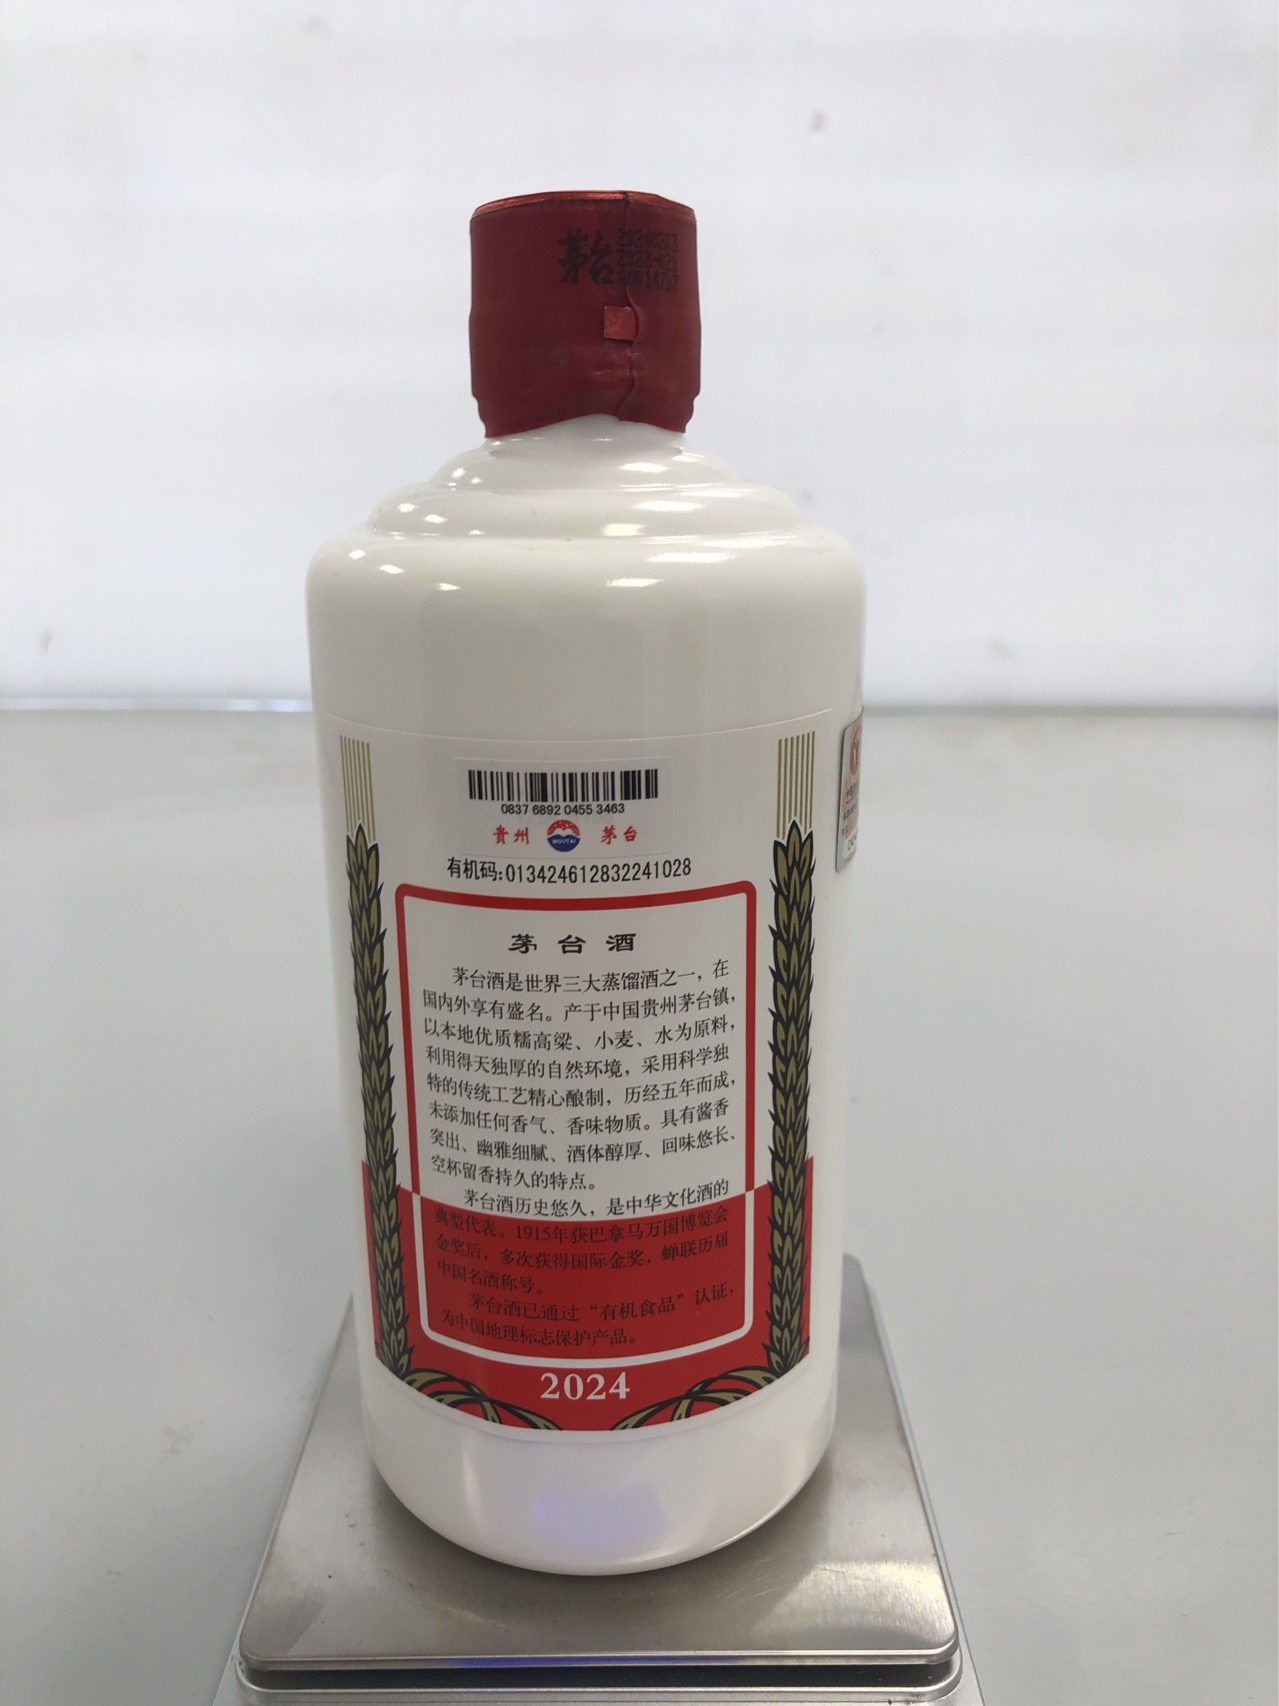 茅台
20240207
2023-021
0837 6892 0455 3463
贵州 MOUTAI 茅台
有机码:013424612832241028
茅台酒
茅台酒是世界三大蒸馏酒之一，在
国内外享有盛名。产于中国贵州茅台镇，
以本地优质糯高粱、小麦、水为原料，
利用得天独厚的自然环境，采用科学独
特的传统工艺精心酿制，历经五年而成，
未添加任何香气、香味物质。具有酱香
突出、幽雅细腻、酒体醇厚、回味悠长、
空杯留香持久的特点。
茅台酒历史悠久，是中华文化酒的
典型代表。1915年获巴拿马万国博览会
金奖后，多次获得国际金奖，蝉联历届
中国名酒称号。
茅台酒已通过“有机食品”认证，
为中国地理标志保护产品。
2024